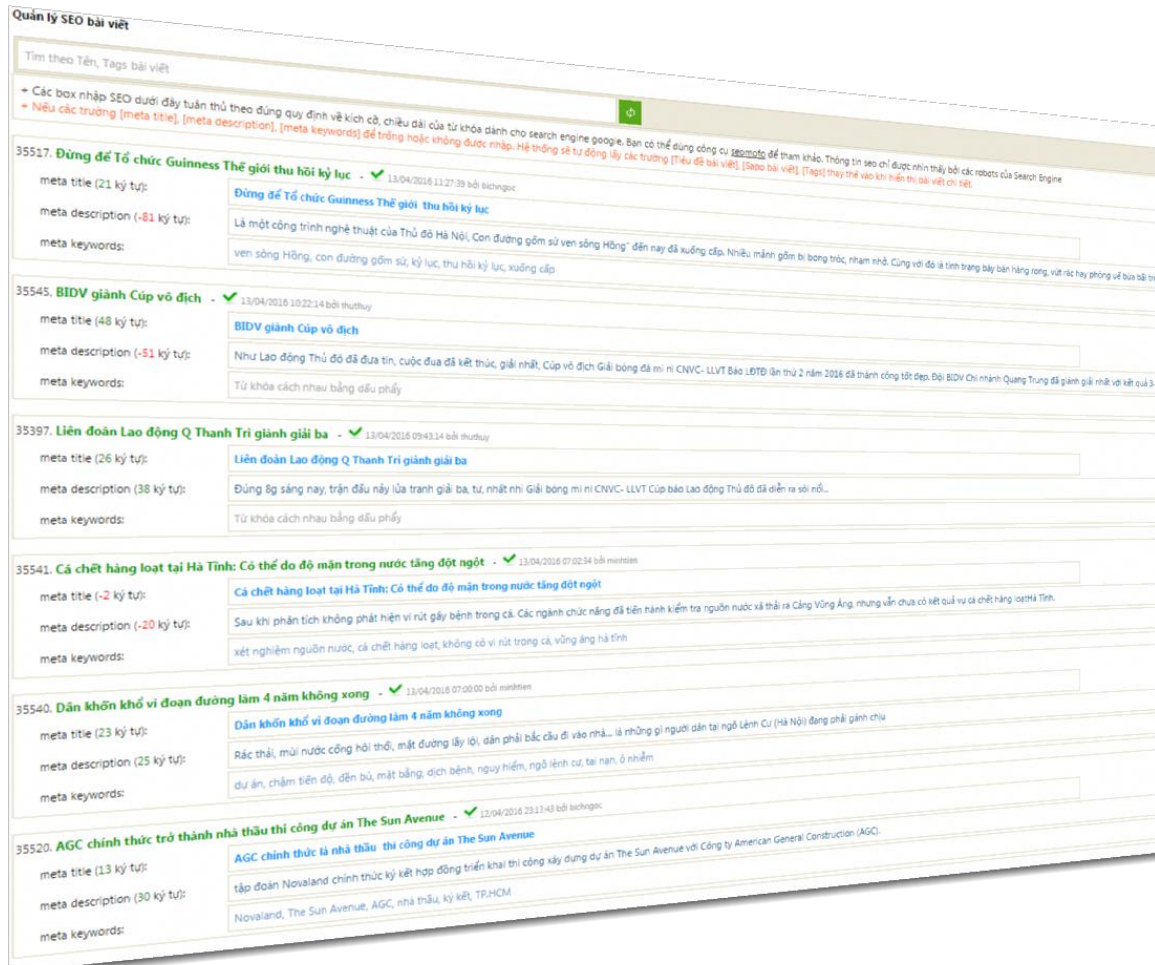 Quản lý SEO bài viết
Tìm theo Tên, Tags bài viết
+ Các box nhập SEO dưới đây tuân thủ theo đúng quy định về kích cỡ, chiều dài của từ khóa dành cho search engine google. Bạn có thể dùng công cụ seomofo để tham khảo. Thông tin seo chỉ được nhìn thấy bởi các robots của Search Engine
+ Nếu các trường [meta title], [meta description], [meta keywords] để trống hoặc không được nhập. Hệ thống sẽ tự động lấy các trường [Tiêu đề bài viết], [Sapo bài viết], [Tags] thay thế vào khi hiển thị bài viết chi tiết.
35517. Đừng để Tổ chức Guinness Thế giới thu hồi kỷ lục - 13/04/2016 11:27:39 bởi bichngoc
meta title (21 ký tự): Đừng để Tổ chức Guinness Thế giới thu hồi kỷ lục
meta description (-81 ký tự): Là một công trình nghệ thuật của Thủ đô Hà Nội, Con đường gốm sứ ven sông Hồng" đến nay đã xuống cấp. Nhiều mảnh gốm bị bong tróc, nham nhở. Cùng với đó là tình trạng bày bán hàng rong, vứt rác hay phóng uế bừa bãi
meta keywords: ven sông Hồng, con đường gốm sứ, kỷ lục, thu hồi kỷ lục, xuống cấp
35545. BIDV giành Cúp vô địch - 13/04/2016 10:22:14 bởi thuthuy
meta title (48 ký tự): BIDV giành Cúp vô địch
meta description (-51 ký tự): Như Lao động Thủ đô đã đưa tin, cuộc đua đã kết thúc, giải nhất, Cúp vô địch Giải bóng đá mi ni CNVC- LLVT Báo LĐTĐ lần thứ 2 năm 2016 đã thành công tốt đẹp. Đội BIDV Chi nhánh Quang Trung đã giành giải nhất với kết quả 3-
meta keywords: Từ khóa cách nhau bằng dấu phẩy
35397. Liên đoàn Lao động Q Thanh Trì giành giải ba - 13/04/2016 09:43:14 bởi thuthuy
meta title (26 ký tự): Liên đoàn Lao động Q Thanh Trì giành giải ba
meta description (38 ký tự): Đúng 8g sáng nay, trận đấu nảy lửa tranh giải ba, tư, nhất nhì Giải bóng mi ni CNVC- LLVT Cúp báo Lao động Thủ đô đã diễn ra sôi nổi...
meta keywords: Từ khóa cách nhau bằng dấu phẩy
35541. Cá chết hàng loạt tại Hà Tĩnh: Có thể do độ mặn trong nước tăng đột ngột - 13/04/2016 07:02:34 bởi minhtien
meta title (-2 ký tự): Cá chết hàng loạt tại Hà Tĩnh: Có thể do độ mặn trong nước tăng đột ngột
meta description (-20 ký tự): Sau khi phân tích không phát hiện vi rút gây bệnh trong cá. Các ngành chức năng đã tiến hành kiểm tra nguồn nước xả thải ra Cảng Vũng Áng, nhưng vẫn chưa có kết quả vụ cá chết hàng loạtHà Tĩnh.
meta keywords: xét nghiệm nguồn nước, cá chết hàng loạt, không có vi rút trong cá, vũng áng hà tĩnh
35540. Dân khốn khổ vì đoạn đường làm 4 năm không xong - 13/04/2016 07:00:00 bởi minhtien
meta title (23 ký tự): Dân khốn khổ vì đoạn đường làm 4 năm không xong
meta description (25 ký tự): Rác thải, mùi nước cống hôi thối, mặt đường lầy lội, dân phải bắc cầu đi vào nhà... là những gì người dân tại ngõ Lệnh Cư (Hà Nội) đang phải gánh chịu
meta keywords: dự án, chậm tiến độ, đền bù, mặt bằng, dịch bệnh, nguy hiểm, ngõ lệnh cư, tai nạn, ô nhiễm
35520. AGC chính thức trở thành nhà thầu thi công dự án The Sun Avenue - 12/04/2016 23:13:43 bởi bichngoc
meta title (13 ký tự): AGC chính thức là nhà thầu thi công dự án The Sun Avenue
meta description (30 ký tự): tập đoàn Novaland chính thức ký kết hợp đồng triển khai thi công xây dựng dự án The Sun Avenue với Công ty American General Construction (AGC).
meta keywords: Novaland, The Sun Avenue, AGC, nhà thầu, ký kết, TP.HCM